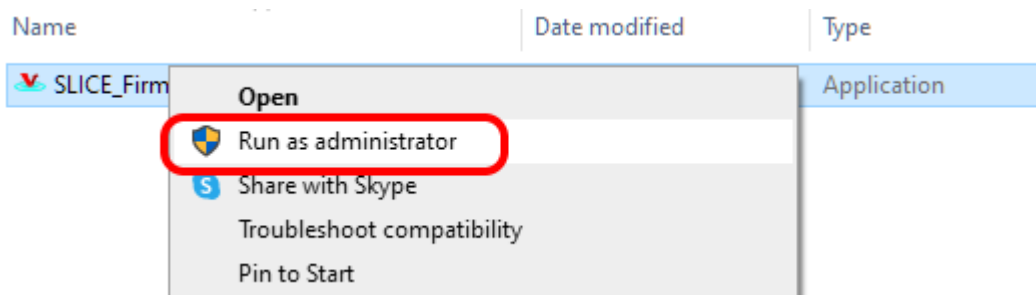 Name Date modified Type
SLICE_Firm Application
Open
Run as administrator
Share with Skype
Troubleshoot compatibility
Pin to Start